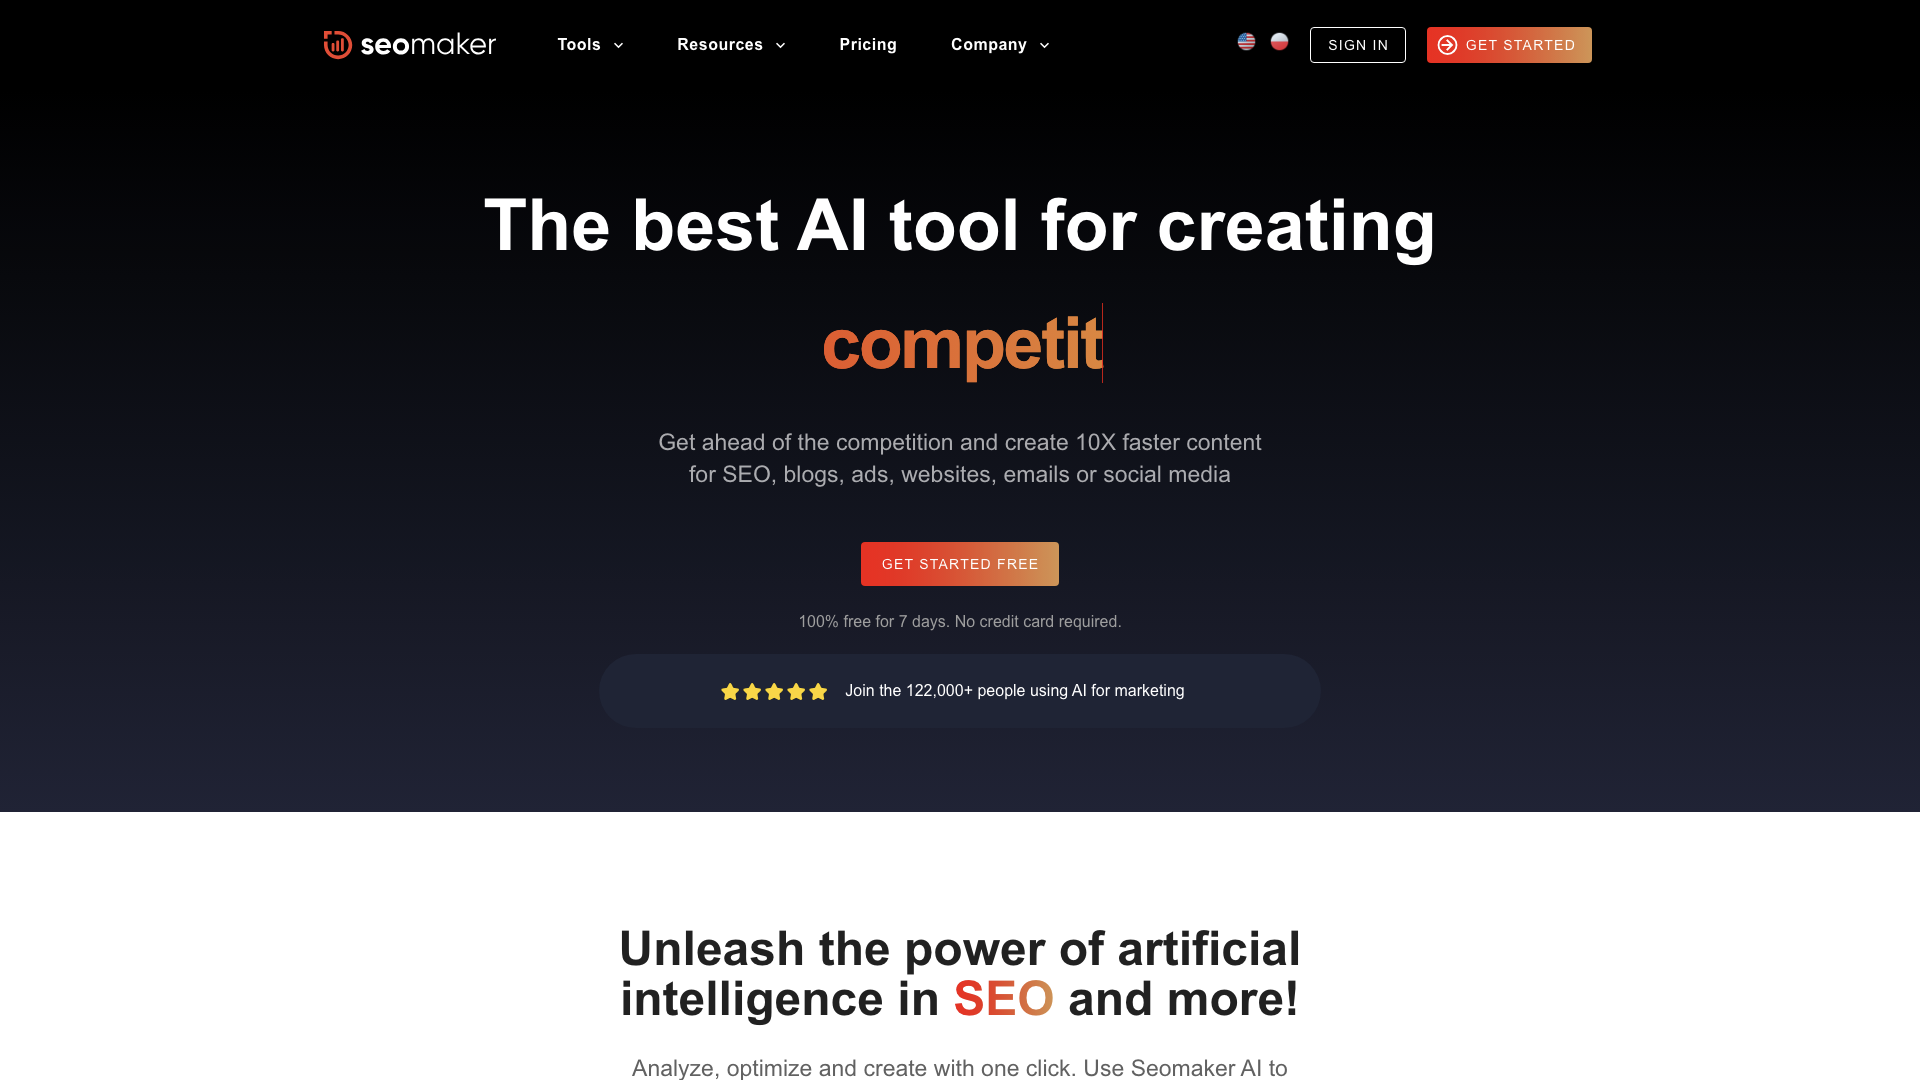 seomaker
Tools
Resources
Pricing
Company
SIGN IN
GET STARTED
The best AI tool for creating
competit
Get ahead of the competition and create 10X faster content
for SEO, blogs, ads, websites, emails or social media
GET STARTED FREE
100% free for 7 days. No credit card required.
Join the 122,000+ people using AI for marketing
Unleash the power of artificial
intelligence in SEO and more!
Analyze, optimize and create with one click. Use Seomaker AI to